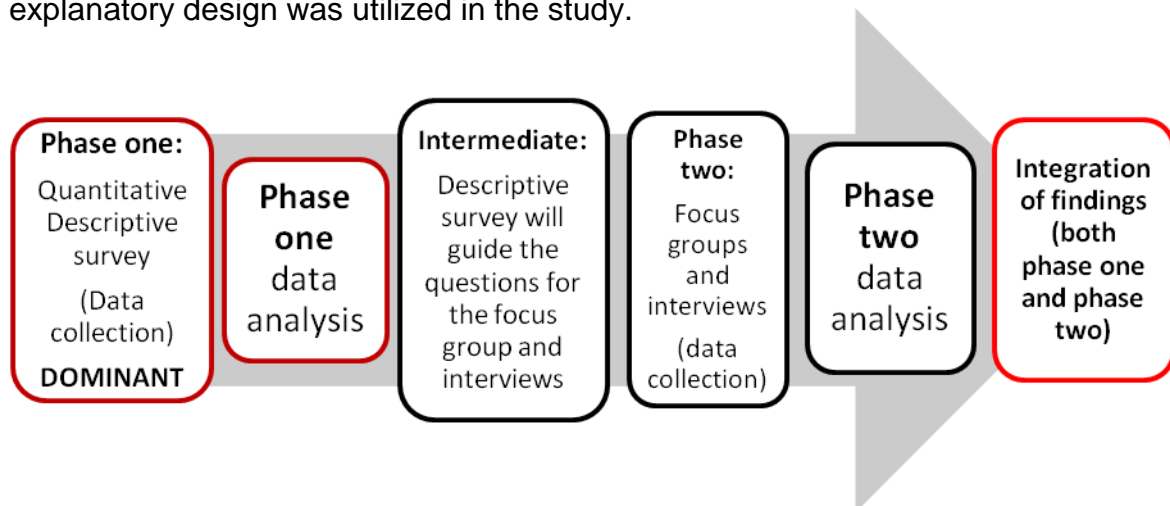 explanatory design was utilized in the study.
Phase one:
Quantitative
Descriptive
survey
(Data
collection)
DOMINANT
Phase
one
data
analysis
Intermediate:
Descriptive
survey will
guide the
questions for
the focus
group and
interviews
Phase
two:
Focus
groups
and
interviews
(data
collection)
Phase
two
data
analysis
Integration
of findings
(both
phase one
and phase
two)